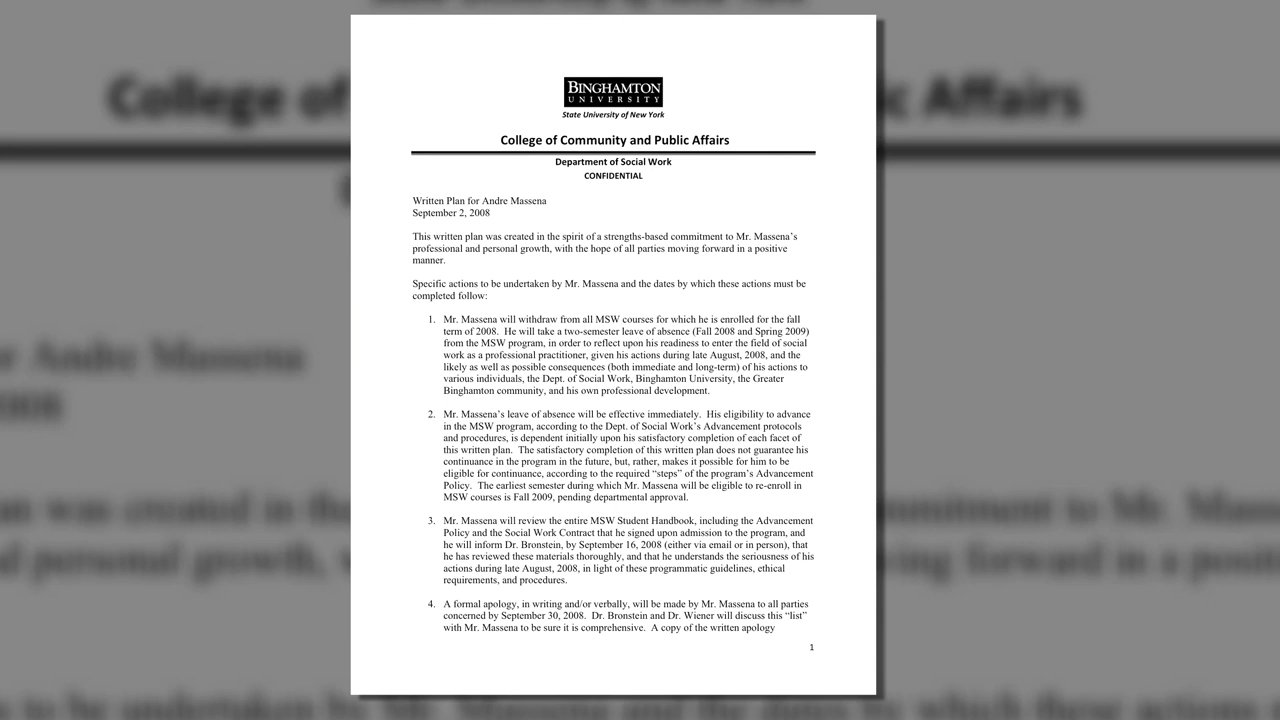 BINGHAMTON
UNIVERSITY
State University of New York
College of Community and Public Affairs
Department of Social Work
CONFIDENTIAL
Written Plan for Andre Massena
September 2, 2008
This written plan was created in the spirit of a strengths-based commitment to Mr. Massena's
professional and personal growth, with the hope of all parties moving forward in a positive
manner.
Specific actions to be undertaken by Mr. Massena and the dates by which these actions must be
completed follow:
1. Mr. Massena will withdraw from all MSW courses for which he is enrolled for the fall
term of 2008. He will take a two-semester leave of absence (Fall 2008 and Spring 2009)
from the MSW program, in order to reflect upon his readiness to enter the field of social
work as a professional practitioner, given his actions during late August, 2008, and the
likely as well as possible consequences (both immediate and long-term) of his actions to
various individuals, the Dept. of Social Work, Binghamton University, the Greater
Binghamton community, and his own professional development.
2. Mr. Massena's leave of absence will be effective immediately. His eligibility to advance
in the MSW program, according to the Dept. of Social Work's Advancement protocols
and procedures, is dependent initially upon his satisfactory completion of each facet of
this written plan. The satisfactory completion of this written plan does not guarantee his
continuance in the program in the future, but, rather, makes it possible for him to be
eligible for continuance, according to the required “steps” of the program's Advancement
Policy. The earliest semester during which Mr. Massena will be eligible to re-enroll in
MSW courses is Fall 2009, pending departmental approval.
3. Mr. Massena will review the entire MSW Student Handbook, including the Advancement
Policy and the Social Work Contract that he signed upon admission to the program, and
he will inform Dr. Bronstein, by September 16, 2008 (either via email or in person), that
he has reviewed these materials thoroughly, and that he understands the seriousness of his
actions during late August, 2008, in light of these programmatic guidelines, ethical
requirements, and procedures.
4. A formal apology, in writing and/or verbally, will be made by Mr. Massena to all parties
concerned by September 30, 2008. Dr. Bronstein and Dr. Wiener will discuss this “list”
with Mr. Massena to be sure it is comprehensive. A copy of the written apology
1